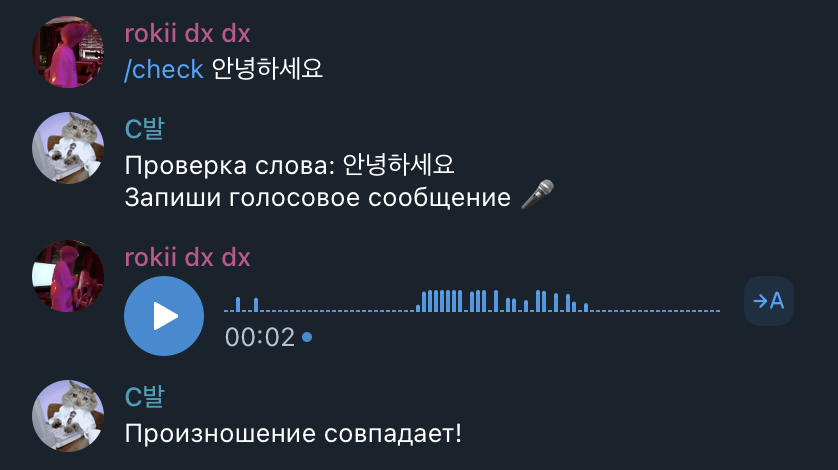 rokii dx dx
/check 안녕하세요
C발
Проверка слова: 안녕하세요
Запиши голосовое сообщение 🎤
rokii dx dx
→A
00:02
C발
Произношение совпадает!